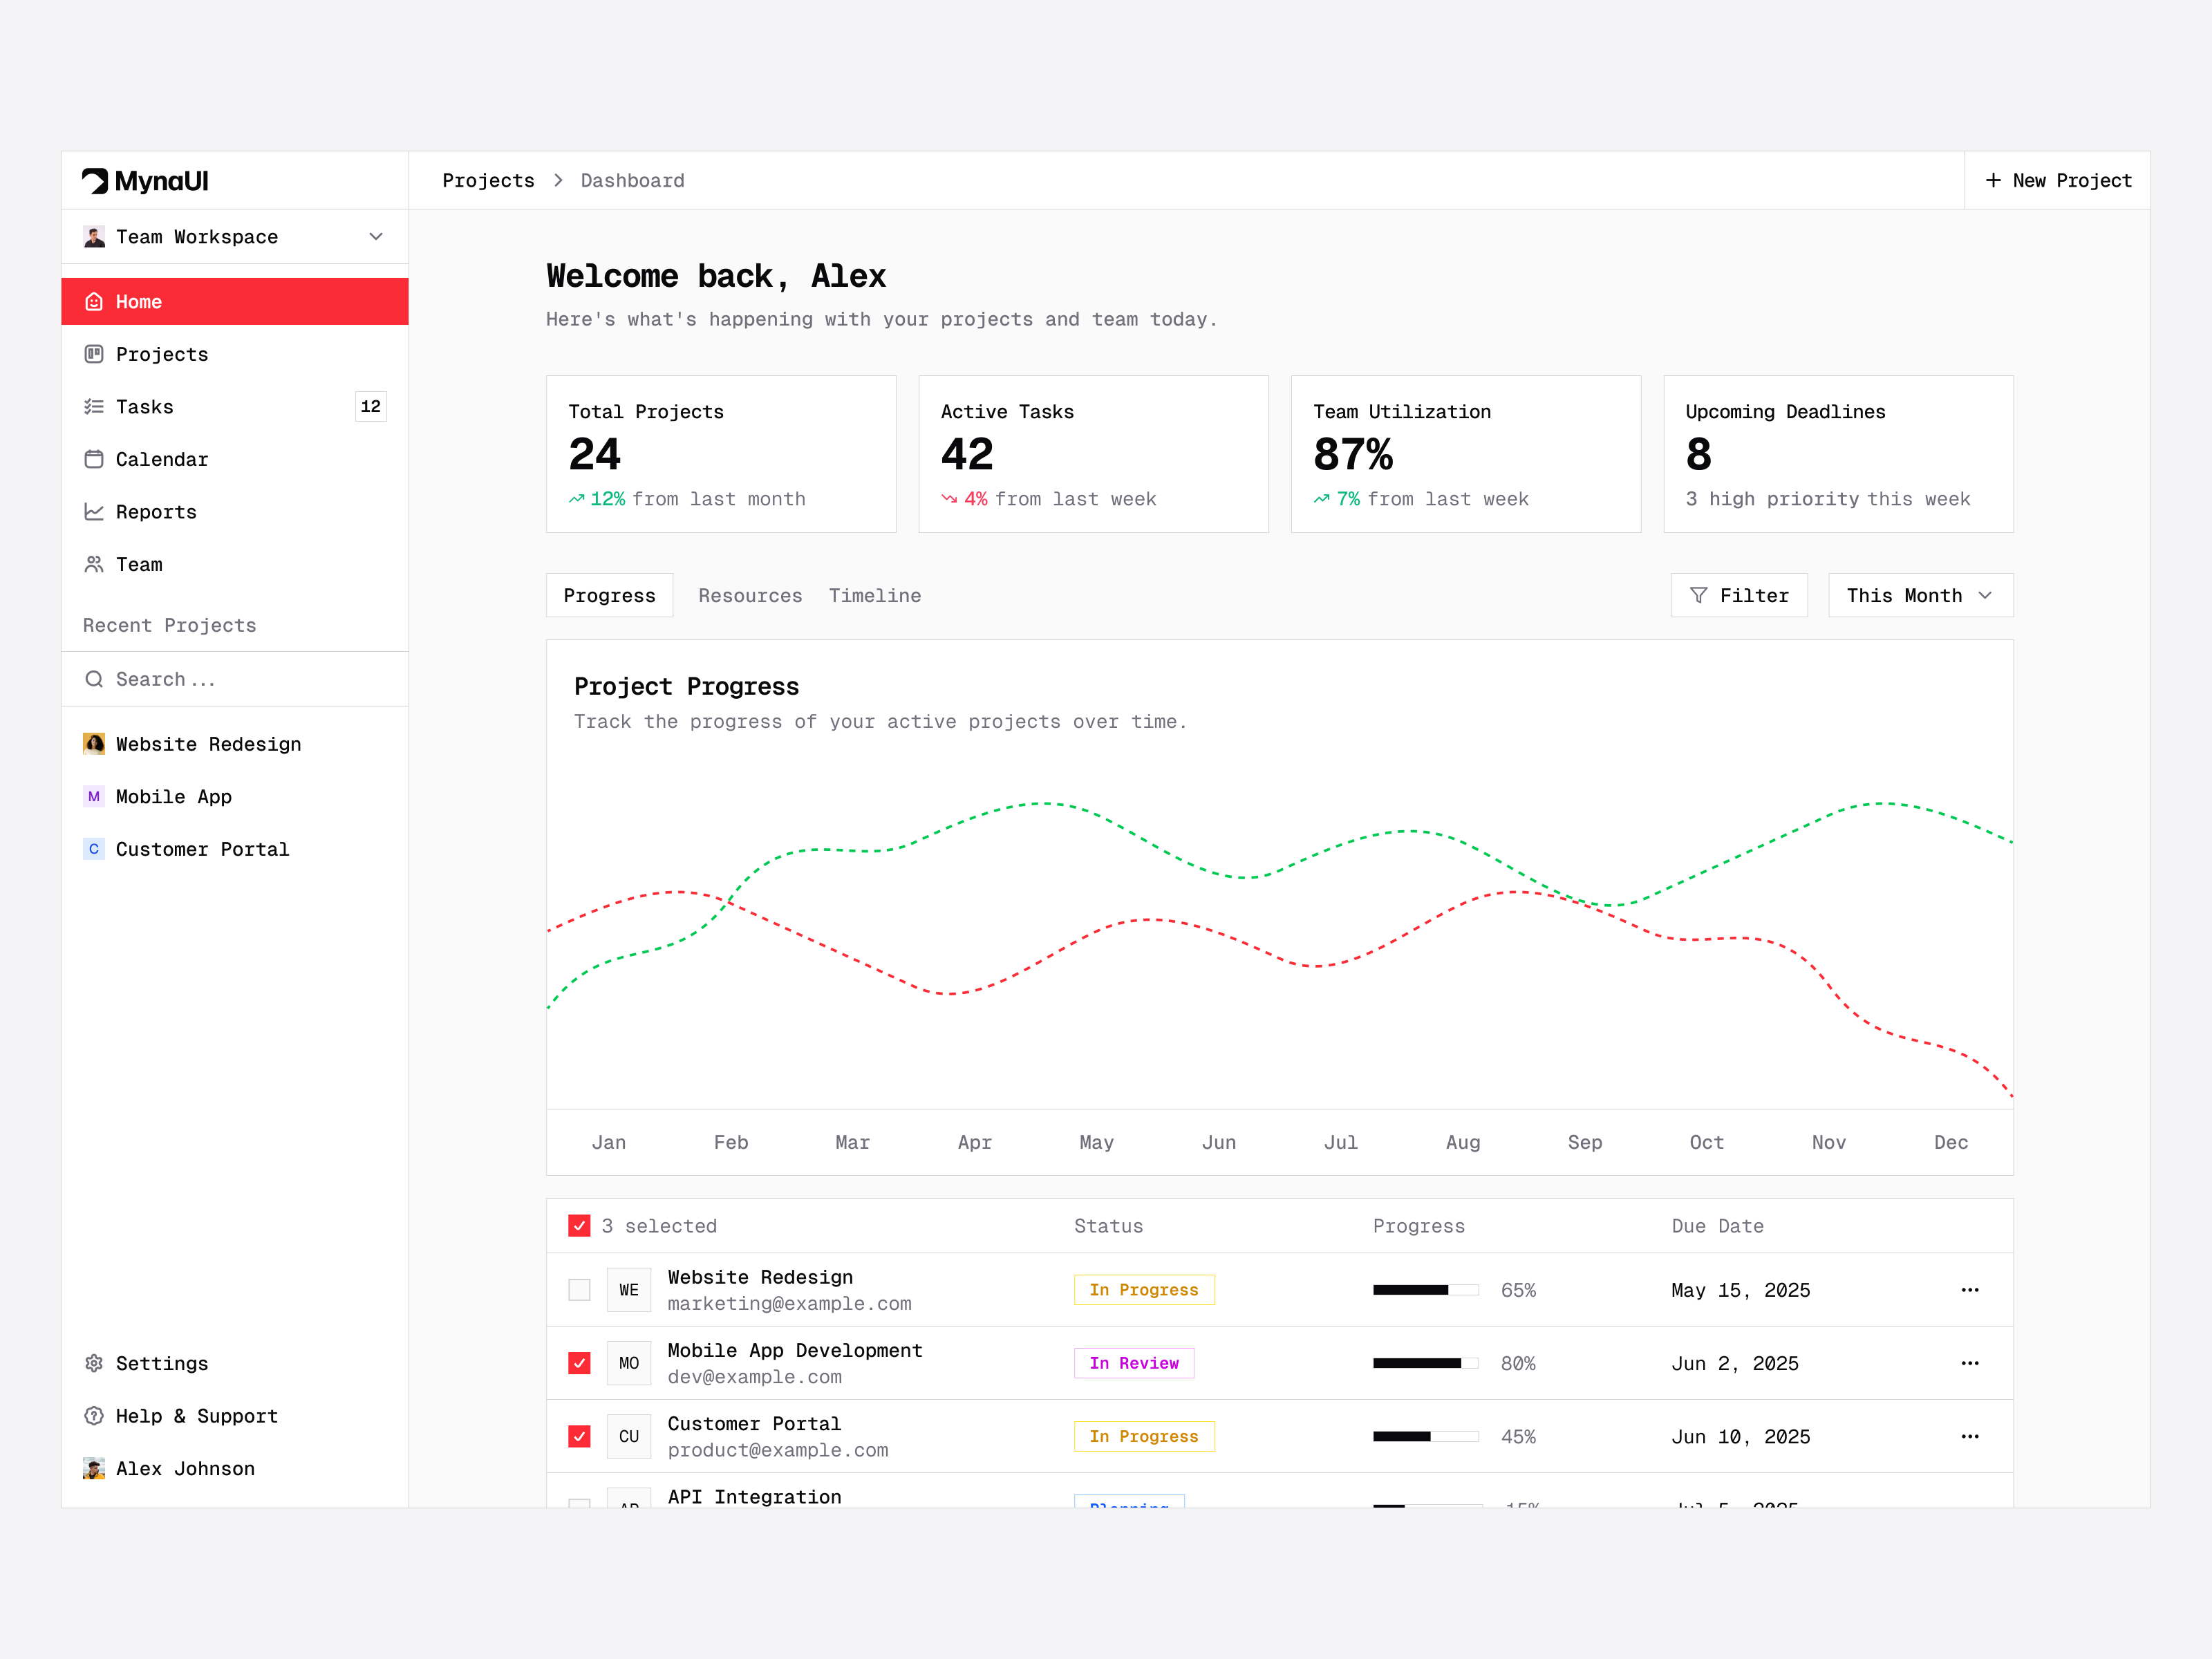 MynaUI
Projects > Dashboard
+ New Project
Team Workspace
Home
Projects
Tasks 12
Calendar
Reports
Team
Recent Projects
Search...
Website Redesign
M Mobile App
C Customer Portal
Settings
Help & Support
Alex Johnson
Welcome back, Alex
Here's what's happening with your projects and team today.
Total Projects
24
12% from last month
Active Tasks
42
4% from last week
Team Utilization
87%
7% from last week
Upcoming Deadlines
8
3 high priority this week
Progress Resources Timeline
Filter This Month
Project Progress
Track the progress of your active projects over time.
Jan Feb Mar Apr May Jun Jul Aug Sep Oct Nov Dec
3 selected Status Progress Due Date
WE Website Redesign In Progress 65% May 15, 2025
marketing@example.com
MO Mobile App Development In Review 80% Jun 2, 2025
dev@example.com
CU Customer Portal In Progress 45% Jun 10, 2025
product@example.com
API Integration Planning 15% Jul 5, 2025